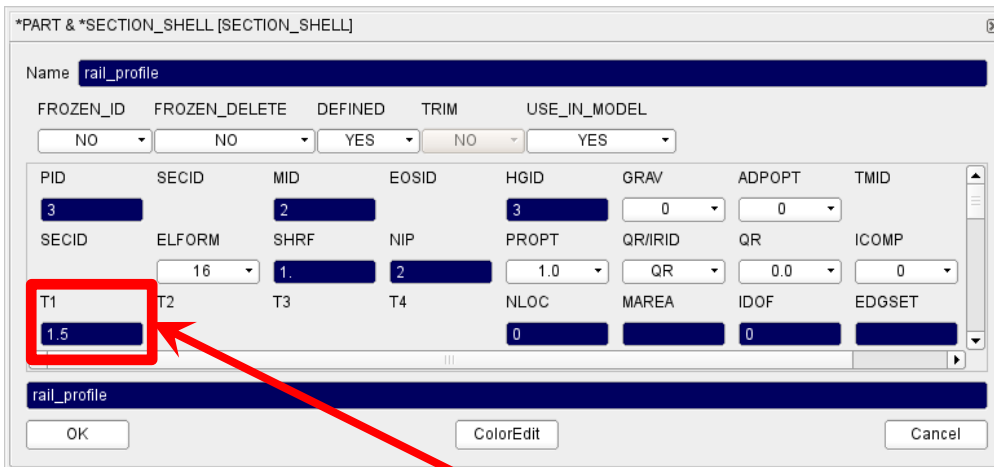 *PART & *SECTION_SHELL [SECTION_SHELL]
Name rail_profile
FROZEN_ID FROZEN_DELETE DEFINED TRIM USE_IN_MODEL
NO NO YES NO YES
PID SECID MID EOSID HGID GRAV ADPOPT TMID
3 2 3 0 0
SECID ELFORM SHRF NIP PROPT QR/IRID QR ICOMP
16 1. 2 1.0 QR 0.0 0
T1 T2 T3 T4 NLOC MAREA IDOF EDGSET
1.5 0 0
rail_profile
OK ColorEdit Cancel